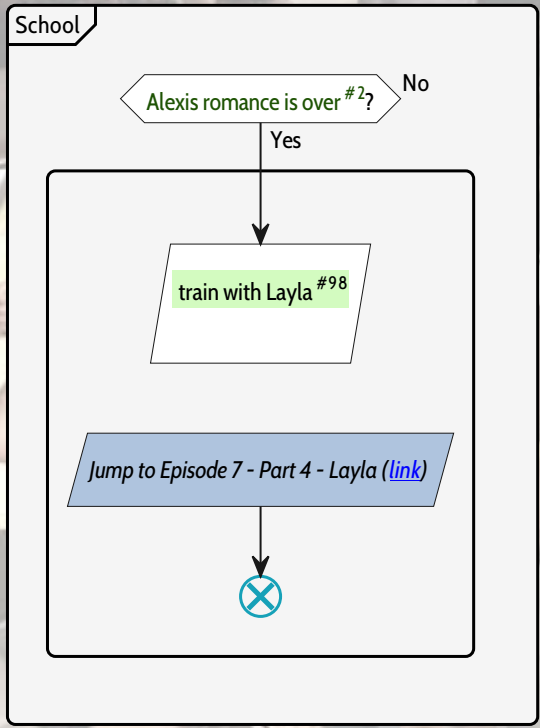 School
Alexis romance is over #2?
No
Yes
train with Layla #98
Jump to Episode 7 - Part 4 - Layla (link)